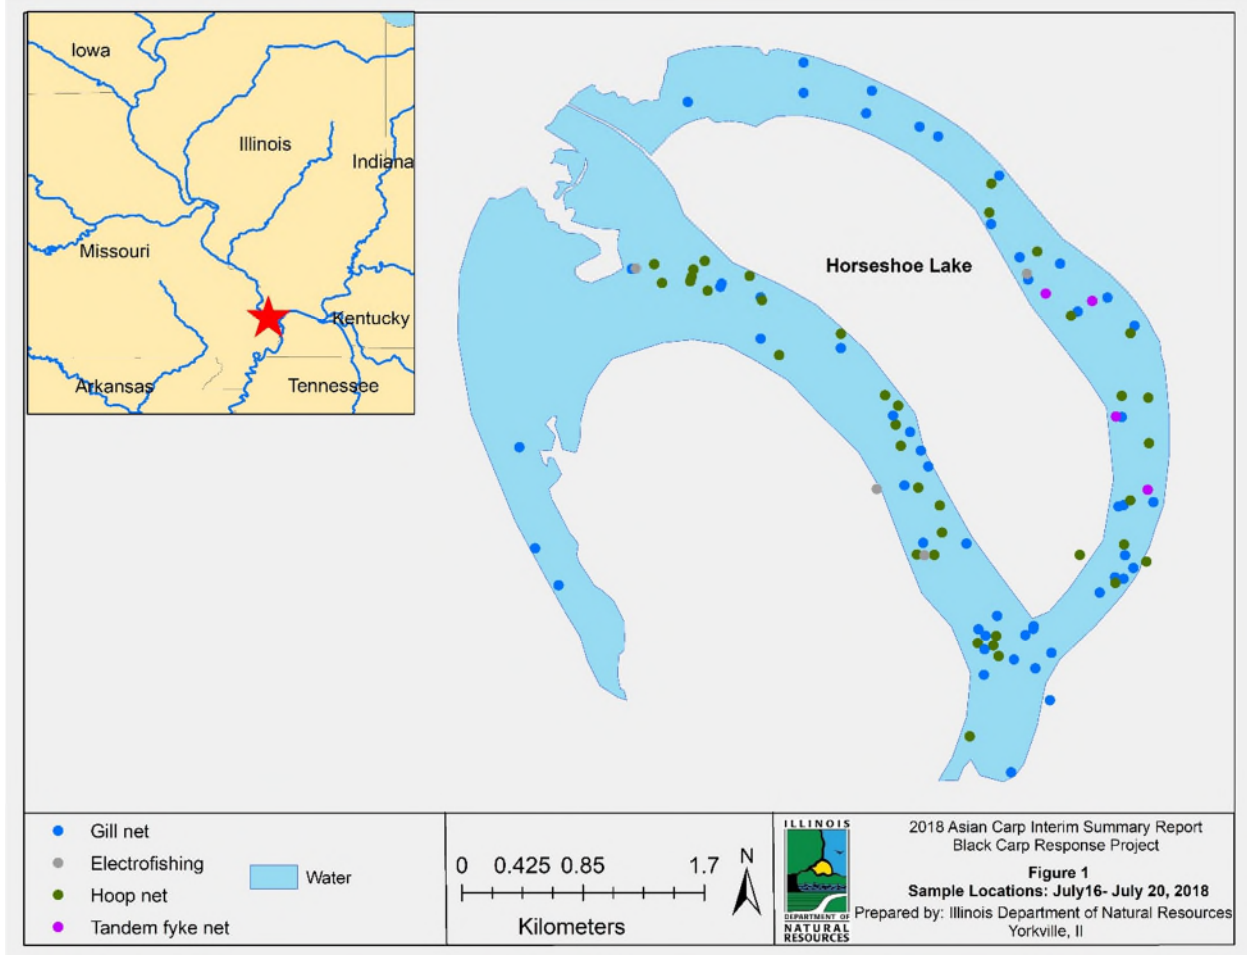 Iowa
Illinois
Indiana
Missouri
Kentucky
Arkansas
Tennessee
Horseshoe Lake
Gill net
Electrofishing
Hoop net
Tandem fyke net
Water
0 0.425 0.85 1.7
Kilometers
N
ILLINOIS
DEPARTMENT OF
NATURAL
RESOURCES
2018 Asian Carp Interim Summary Report
Black Carp Response Project
Figure 1
Sample Locations: July16- July 20, 2018
Prepared by: Illinois Department of Natural Resources
Yorkville, Il